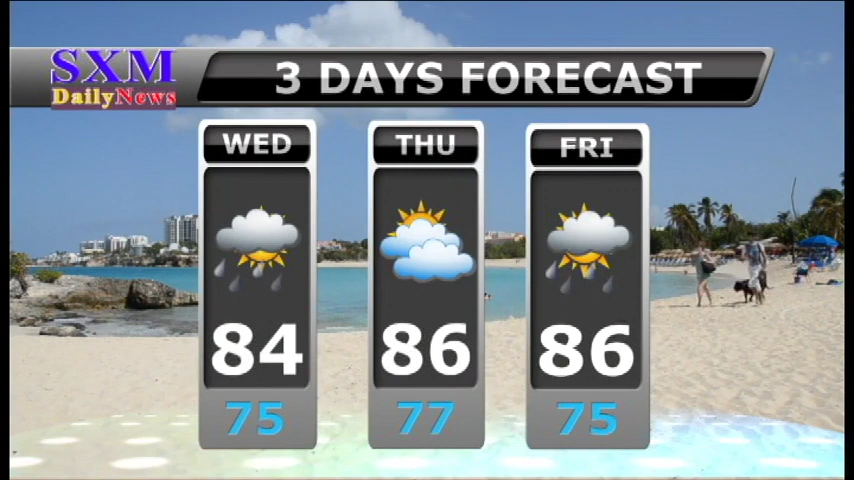 SXM
DailyNews
3 DAYS FORECAST
WED
THU
FRI
84
86
86
75
77
75